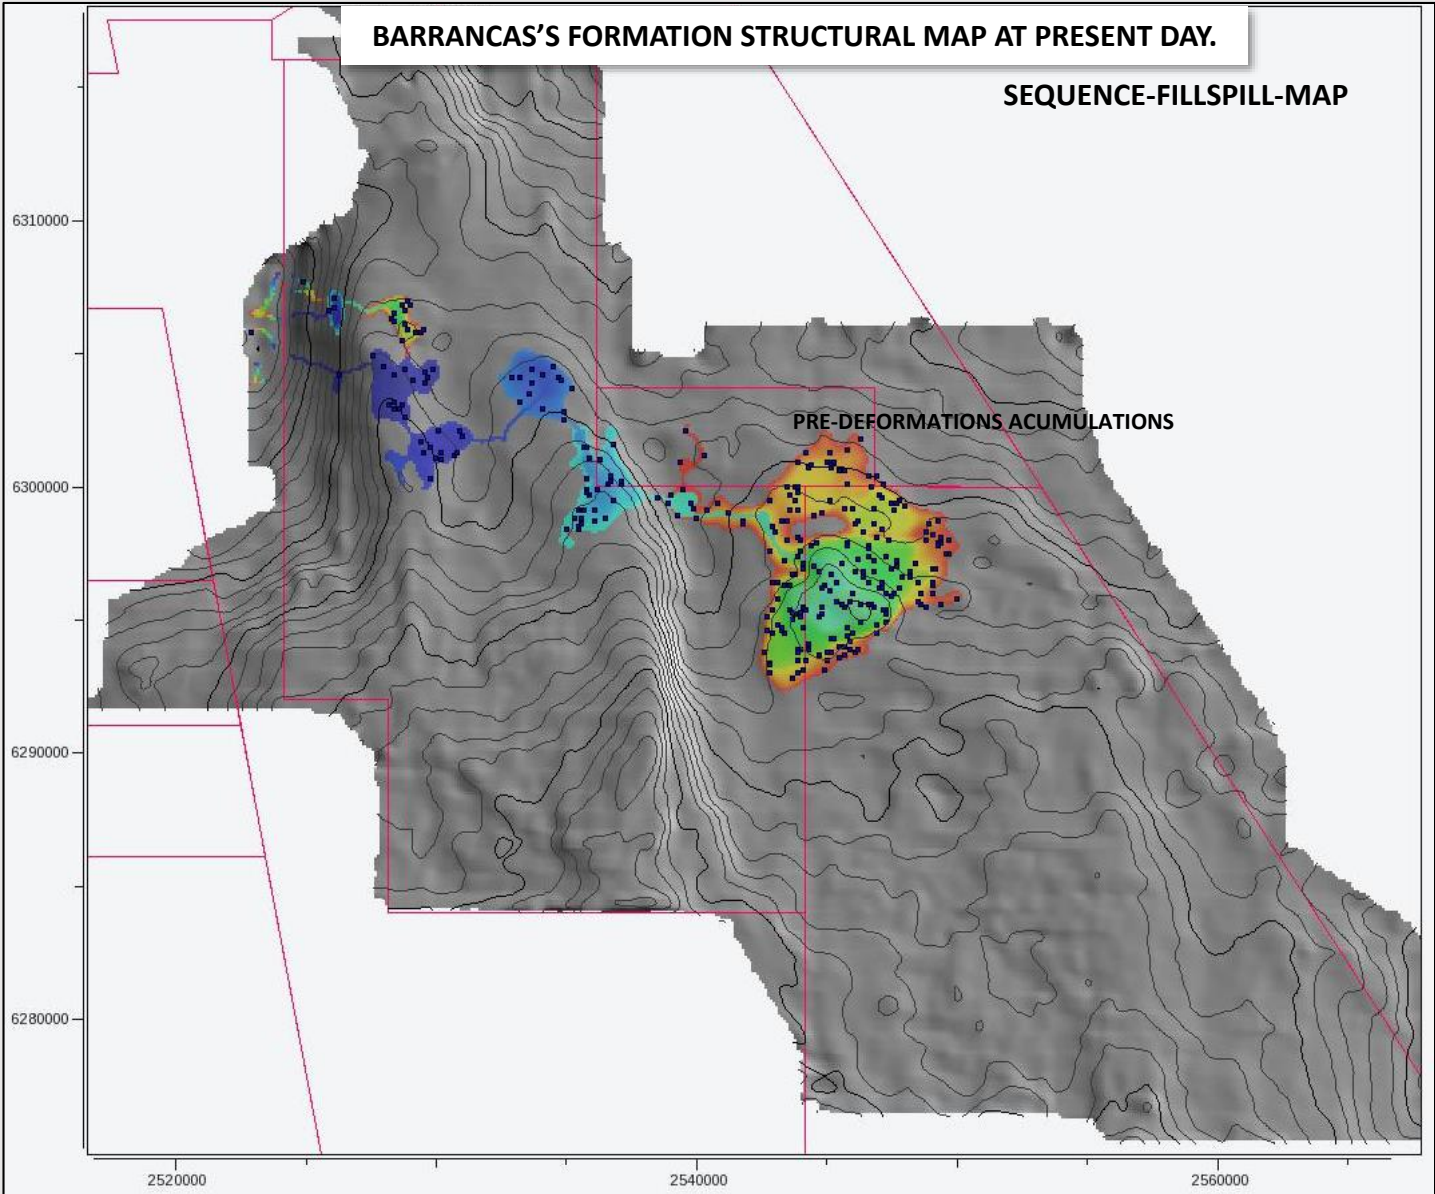 BARRANCAS'S FORMATION STRUCTURAL MAP AT PRESENT DAY.
SEQUENCE-FILLSPILL-MAP
6310000
PRE-DEFORMATIONS ACUMULATIONS
6300000
6290000
6280000
2520000
2540000
2560000